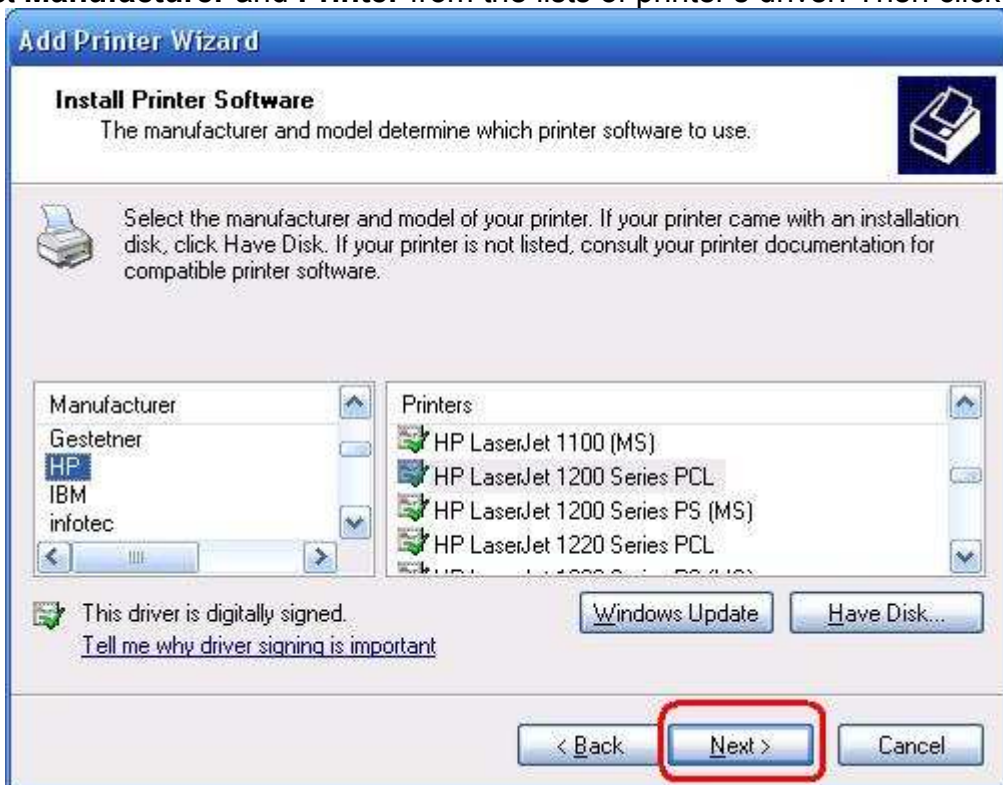 Manufacturer and Printer from the lists of printer's driver. Then click
Add Printer Wizard
Install Printer Software
The manufacturer and model determine which printer software to use.
Select the manufacturer and model of your printer. If your printer came with an installation
disk, click Have Disk. If your printer is not listed, consult your printer documentation for
compatible printer software.
Manufacturer
Gestetner
HP
IBM
infotec
Printers
HP LaserJet 1100 (MS)
HP LaserJet 1200 Series PCL
HP LaserJet 1200 Series PS (MS)
HP LaserJet 1220 Series PCL
This driver is digitally signed.
Tell me why driver signing is important
Windows Update
Have Disk...
< Back
Next >
Cancel